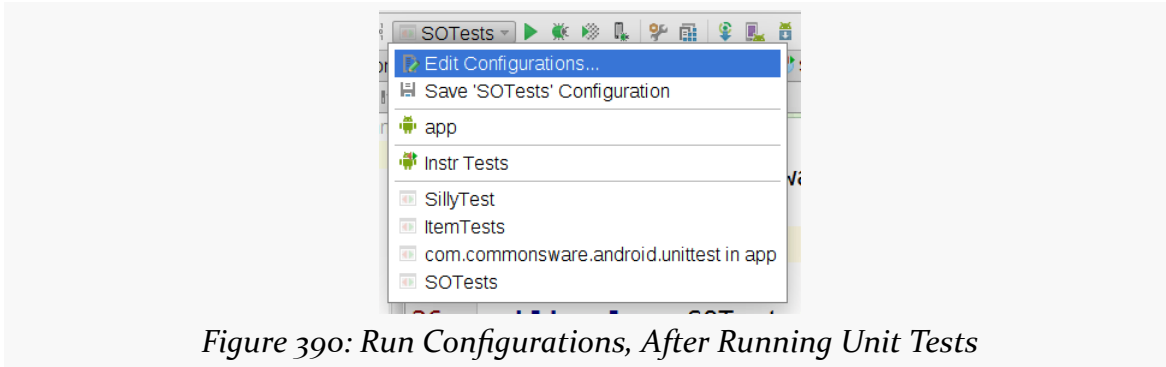 SOTests
Edit Configurations...
Save 'SOTests' Configuration
app
Instr Tests
SillyTest
ItemTests
com.commonsware.android.unittest in app
SOTests
Figure 390: Run Configurations, After Running Unit Tests